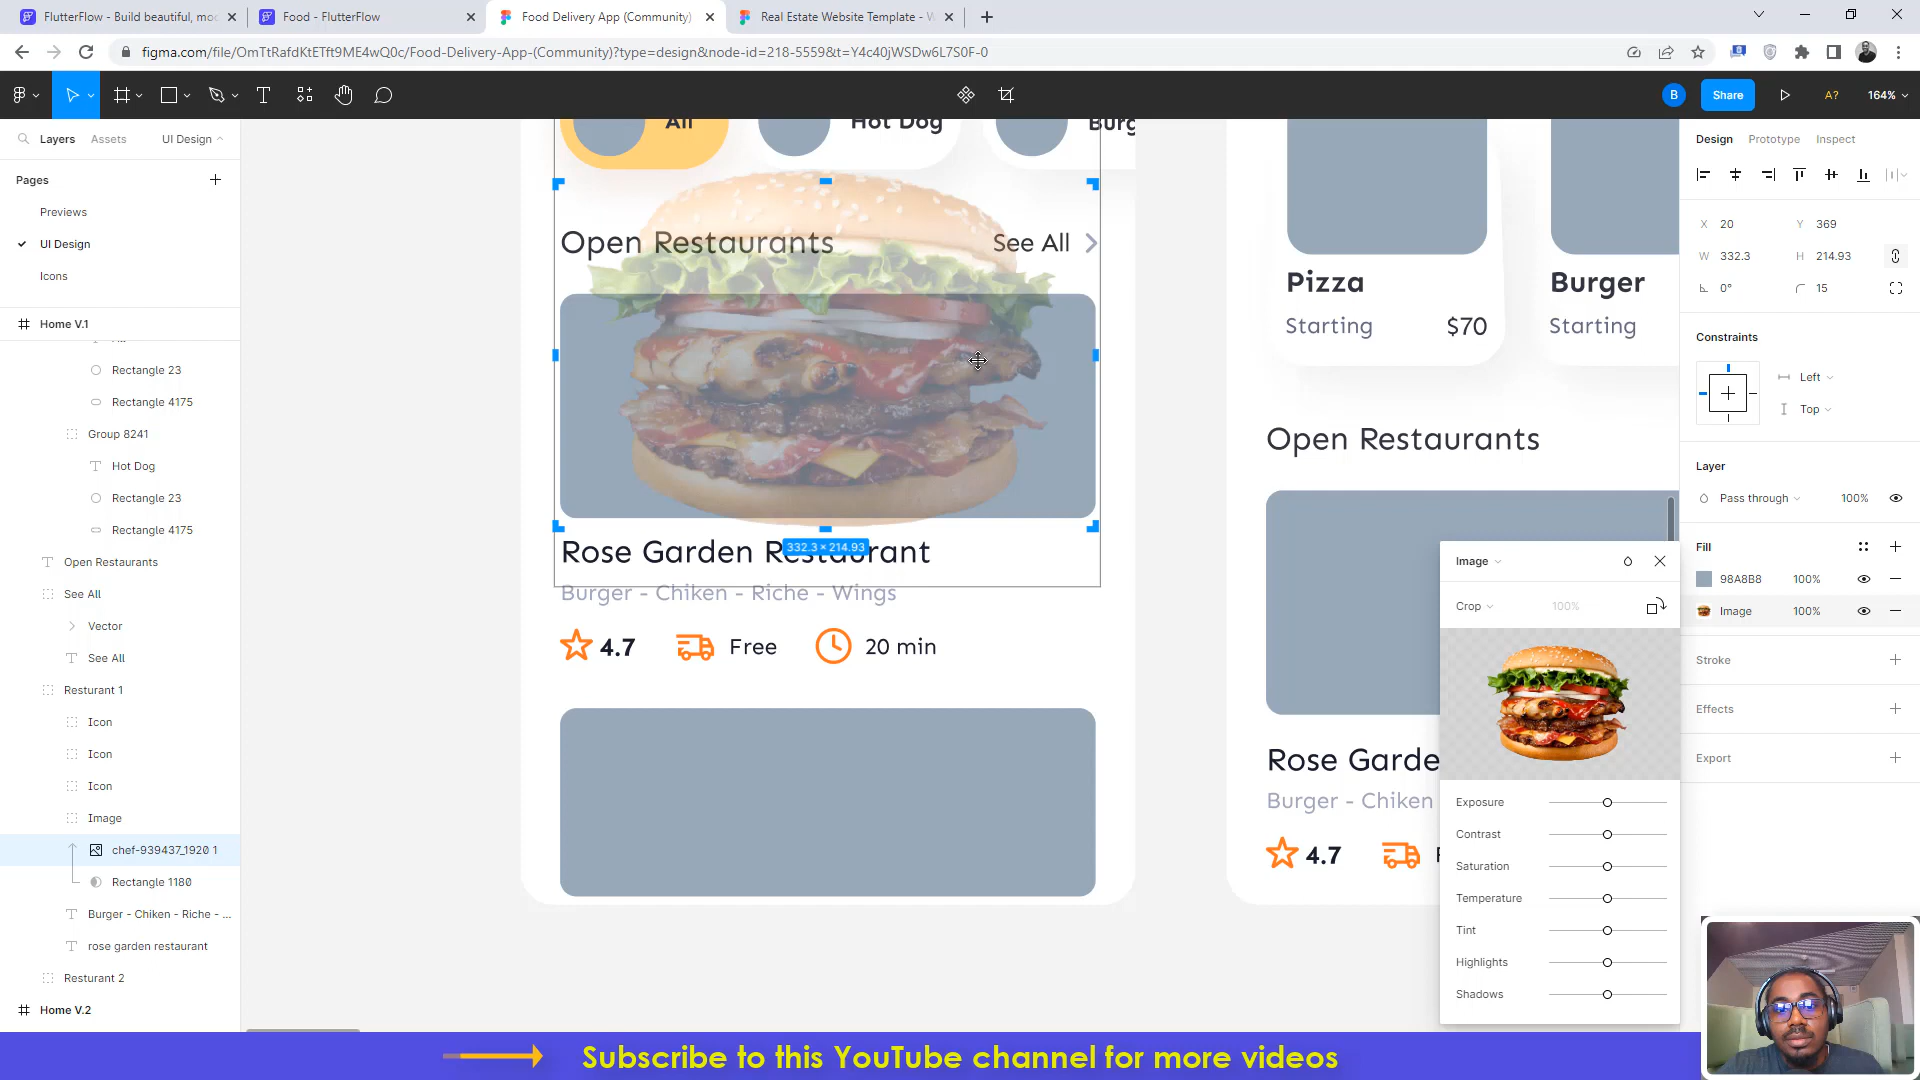 FlutterFlow - Build beautiful, mo
Food - FlutterFlow
Food Delivery App (Community)
Real Estate Website Template - W
figma.com/file/OmTtRafdKtETft9ME4wQ0c/Food-Delivery-App-(Community)?type=design&node-id=218-5559&t=Y4c40jWSDw6L7S0F-0
B
Share
A?
164%
Layers
Assets
UI Design
Pages
Previews
UI Design
Icons
Home V.1
Rectangle 23
Rectangle 4175
Group 8241
Hot Dog
Rectangle 23
Rectangle 4175
Open Restaurants
See All
Vector
See All
Resturant 1
Icon
Icon
Icon
Image
chef-939437_1920 1
Rectangle 1180
Burger - Chiken - Riche - ...
rose garden restaurant
Resturant 2
Home V.2
All
Hot Dog
Burg
Open Restaurants
See All
Rose Garden Restaurant
332.3 × 214.93
Burger - Chiken - Riche - Wings
4.7
Free
20 min
Pizza
Starting
$70
Burger
Starting
Open Restaurants
Rose Garde
Burger - Chiken
4.7
Image
Crop
100%
Exposure
Contrast
Saturation
Temperature
Tint
Highlights
Shadows
Design
Prototype
Inspect
X 20
Y 369
W 332.3
H 214.93
0°
15
Constraints
Left
Top
Layer
Pass through
100%
Fill
98A8B8
100%
Image
100%
Stroke
Effects
Export
Subscribe to this YouTube channel for more videos